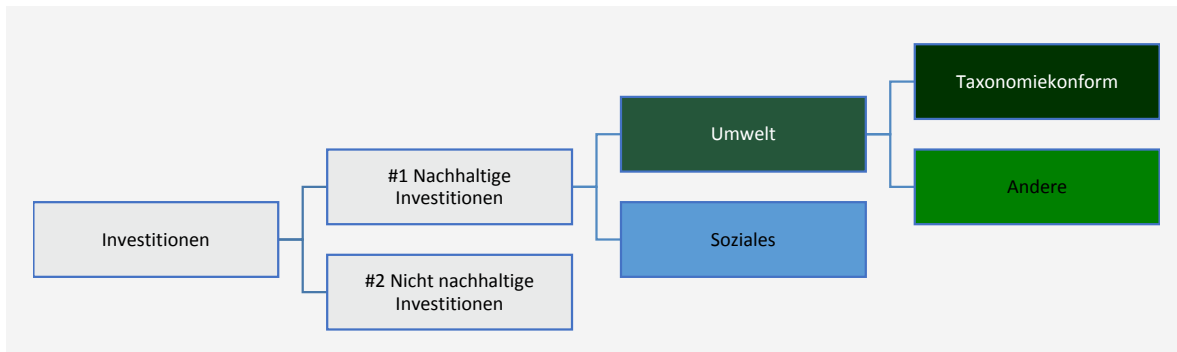 Taxonomiekonform
Umwelt
#1 Nachhaltige
Investitionen
Andere
Investitionen
Soziales
#2 Nicht nachhaltige
Investitionen